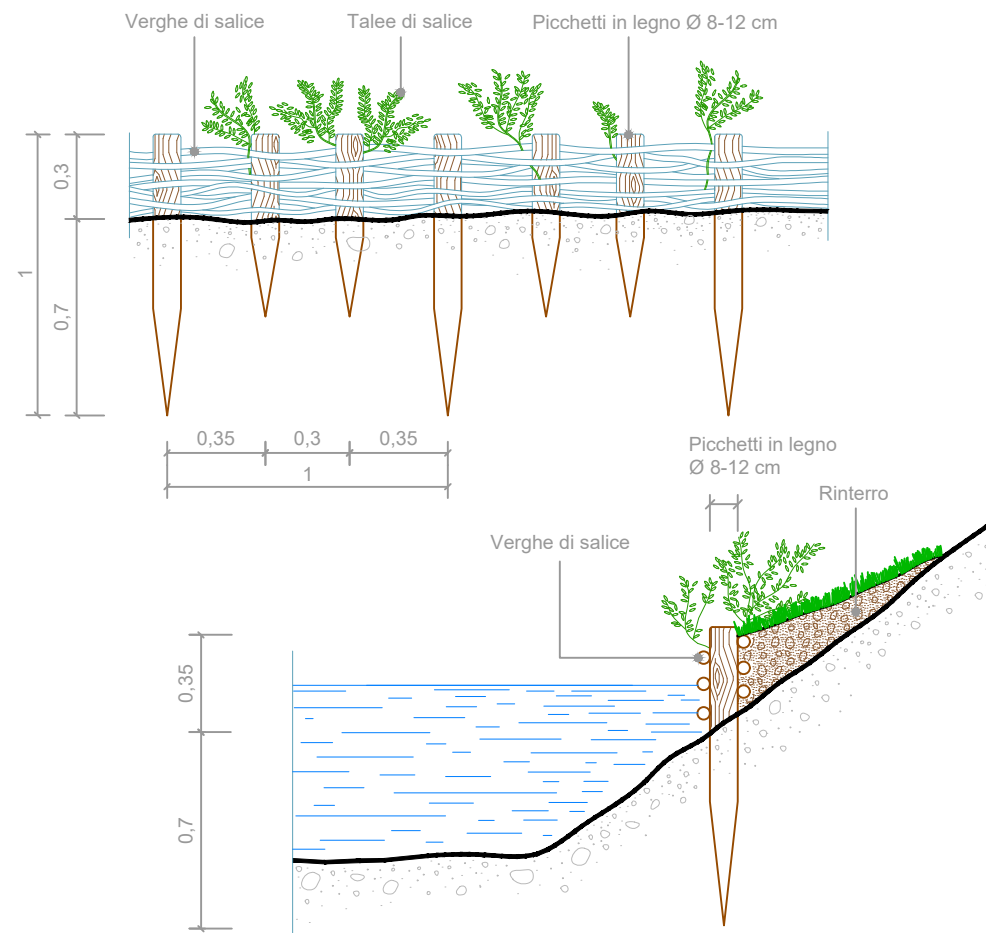 Verghe di salice
Talee di salice
Picchetti in legno Ø 8-12 cm
0,3
1
0,7
0,35
0,3
0,35
1
Picchetti in legno
Ø 8-12 cm
Rinterro
Verghe di salice
0,35
0,7